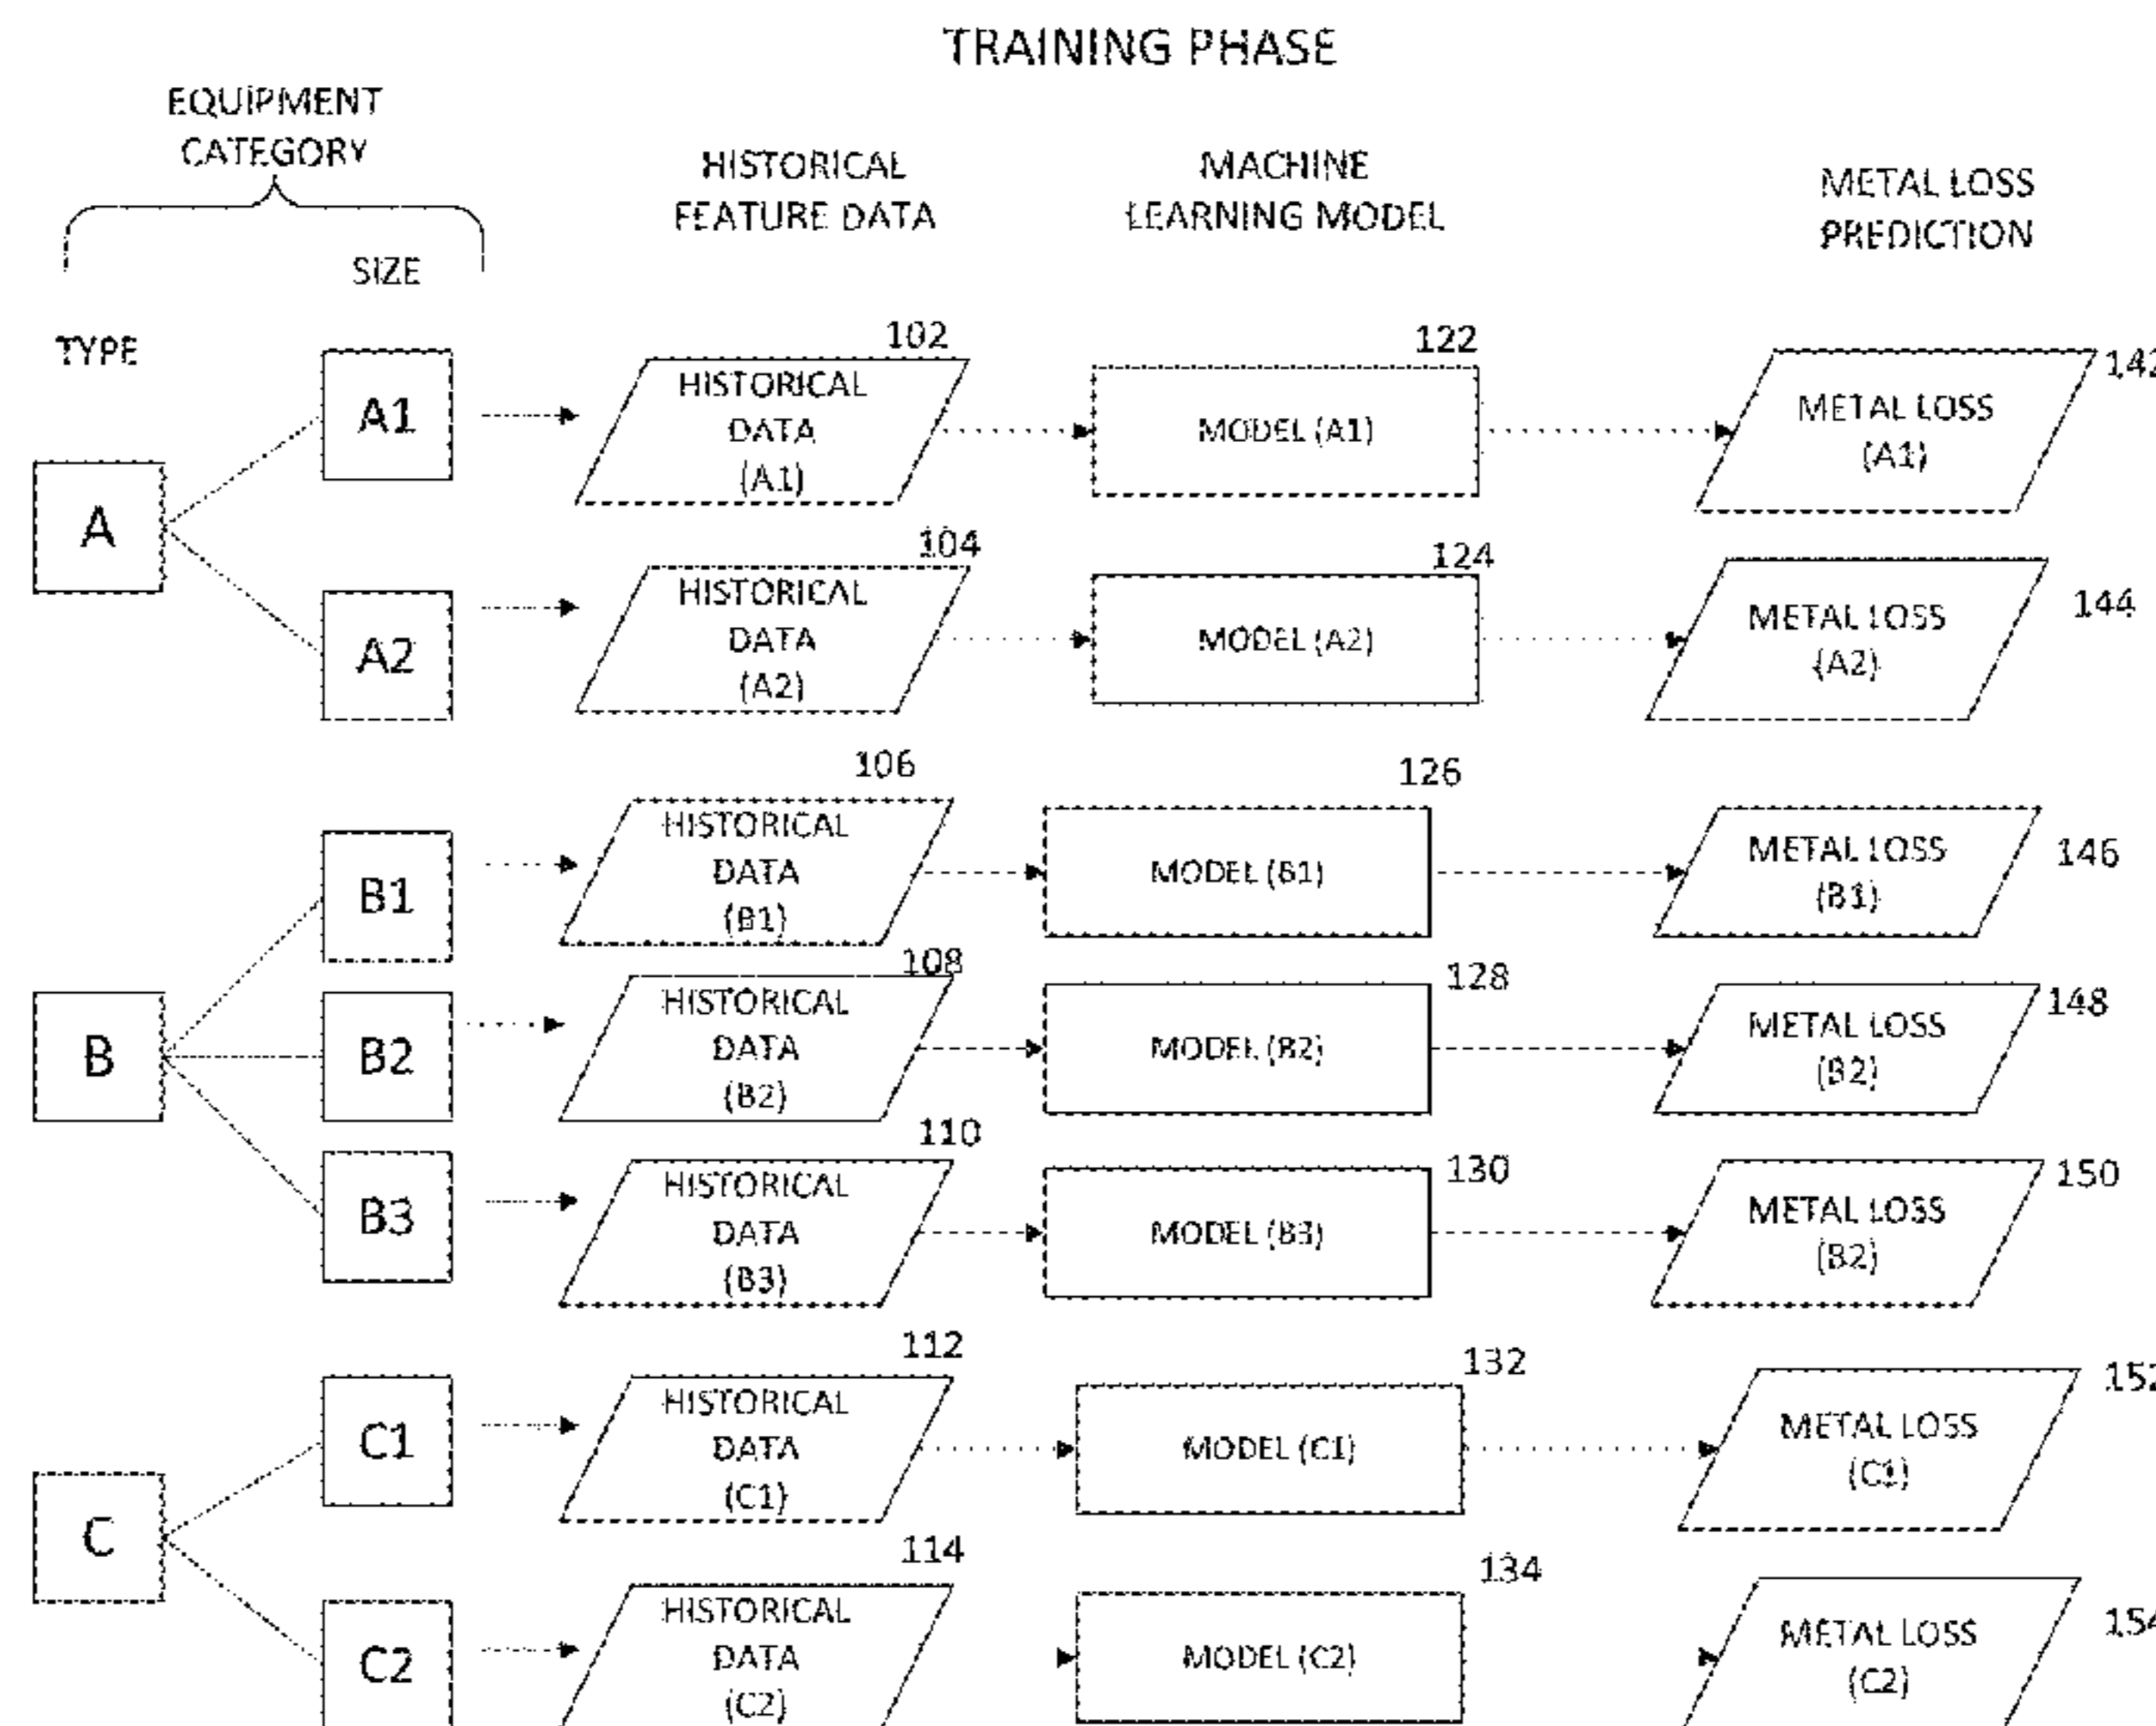 TRAINING PHASE
EQUIPMENT
CATEGORY
HISTORICAL
FEATURE DATA
MACHINE
LEARNING MODEL
METAL LOSS
PREDICTION
SIZE
TYPE
A
A1
102
HISTORICAL
DATA
(A1)
122
MODEL (A1)
142
METAL LOSS
(A1)
A2
104
HISTORICAL
DATA
(A2)
124
MODEL (A2)
144
METAL LOSS
(A2)
B
B1
106
HISTORICAL
DATA
(B1)
126
MODEL (B1)
146
METAL LOSS
(B1)
B2
108
HISTORICAL
DATA
(B2)
128
MODEL (B2)
148
METAL LOSS
(B2)
B3
110
HISTORICAL
DATA
(B3)
130
MODEL (B3)
150
METAL LOSS
(B2)
C
C1
112
HISTORICAL
DATA
(C1)
132
MODEL (C1)
152
METAL LOSS
(C1)
C2
114
HISTORICAL
DATA
(C2)
134
MODEL (C2)
154
METAL LOSS
(C2)